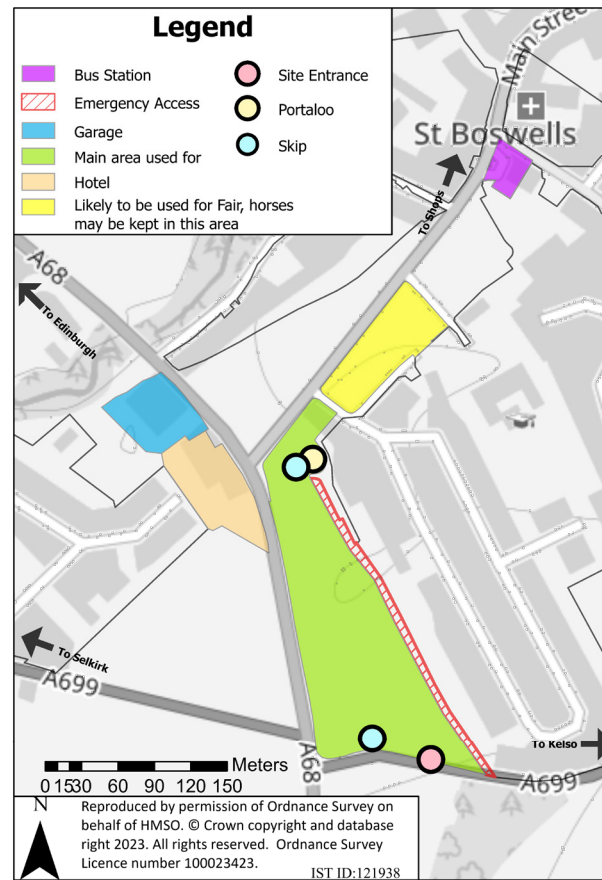 Legend
Bus Station
Emergency Access
Garage
Main area used for
Hotel
Likely to be used for Fair, horses
may be kept in this area
Site Entrance
Portaloo
Skip
Main Street
St Boswells
To Shops
A68
To Edinburgh
To Selkirk
A699
A68
To Kelso
A699
0 15 30 60 90 120 150 Meters
N
Reproduced by permission of Ordnance Survey on
behalf of HMSO. © Crown copyright and database
right 2023. All rights reserved. Ordnance Survey
Licence number 100023423.
IST ID:121938